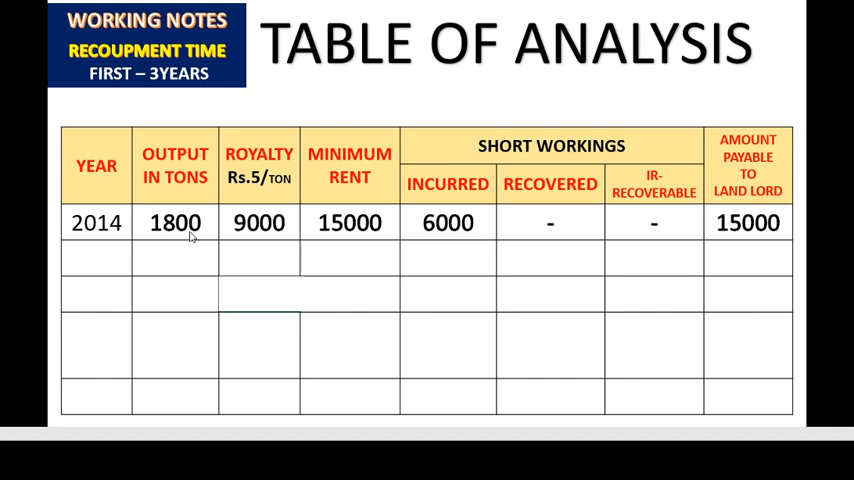 WORKING NOTES
RECOUPMENT TIME
FIRST – 3YEARS
TABLE OF ANALYSIS
YEAR
OUTPUT
IN TONS
ROYALTY
Rs.5/TON
MINIMUM
RENT
SHORT WORKINGS
INCURRED
RECOVERED
IR-
RECOVERABLE
AMOUNT
PAYABLE
TO
LAND LORD
2014 1800 9000 15000 6000 - - 15000